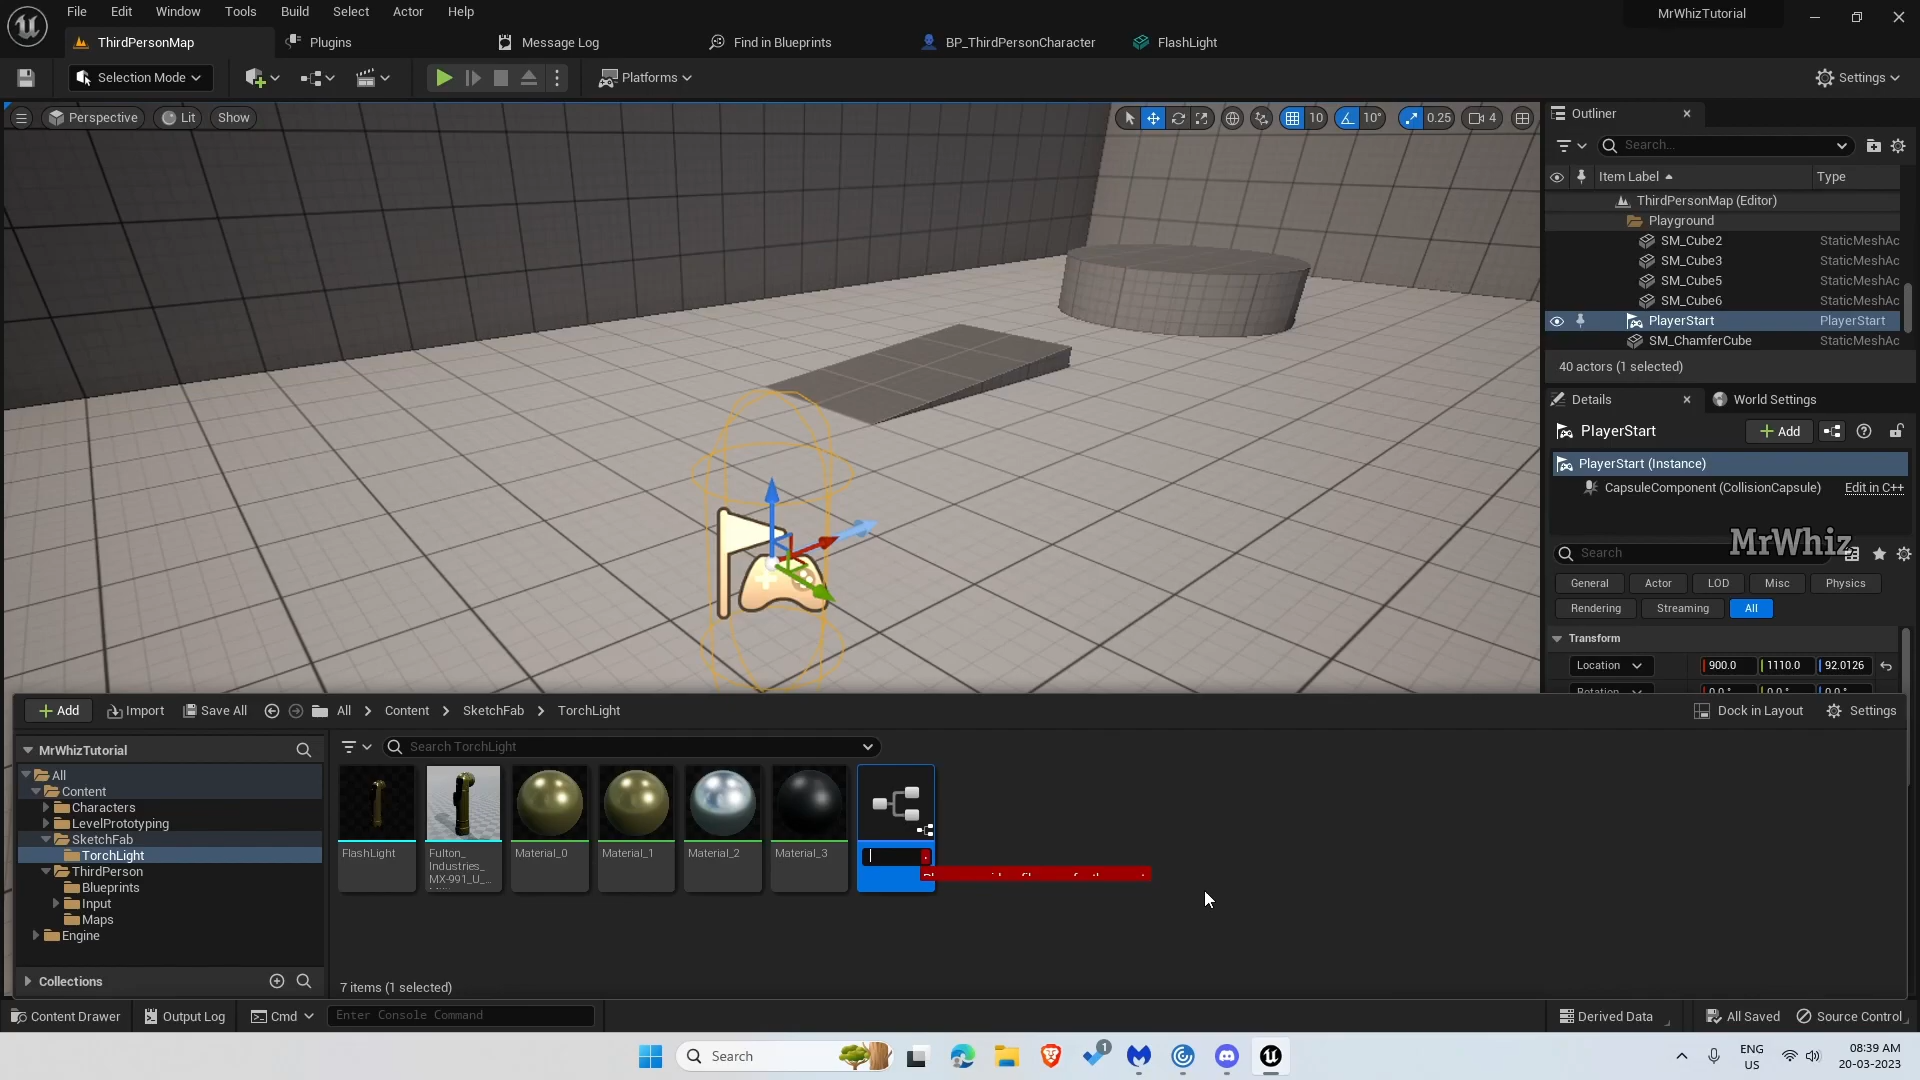 File Edit Window Tools Build Select Actor Help
MrWhizTutorial
ThirdPersonMap
Plugins
Message Log
Find in Blueprints
BP_ThirdPersonCharacter
FlashLight
Selection Mode
Platforms
Settings
Perspective
Lit
Show
10
10°
0.25
4
Outliner
Search...
Item Label
Type
ThirdPersonMap (Editor)
Playground
SM_Cube2 StaticMeshAc
SM_Cube3 StaticMeshAc
SM_Cube5 StaticMeshAc
SM_Cube6 StaticMeshAc
PlayerStart PlayerStart
SM_ChamferCube StaticMeshAc
40 actors (1 selected)
Details
World Settings
PlayerStart
Add
PlayerStart (Instance)
CapsuleComponent (CollisionCapsule) Edit in C++
MrWhiz
Search
General Actor LOD Misc Physics
Rendering Streaming All
Transform
Location 900.0 1110.0 92.0126
Add
Import
Save All
All
Content
SketchFab
TorchLight
Dock in Layout
Settings
MrWhizTutorial
Search TorchLight
All
Content
Characters
LevelPrototyping
SketchFab
TorchLight
ThirdPerson
Blueprints
Input
Maps
Engine
FlashLight
Fulton_
Industries_
MX-991_U_...
Material_0
Material_1
Material_2
Material_3
Collections
7 items (1 selected)
Content Drawer
Output Log
Cmd
Enter Console Command
Derived Data
All Saved
Source Control
Search
1
ENG
US
08:39 AM
20-03-2023